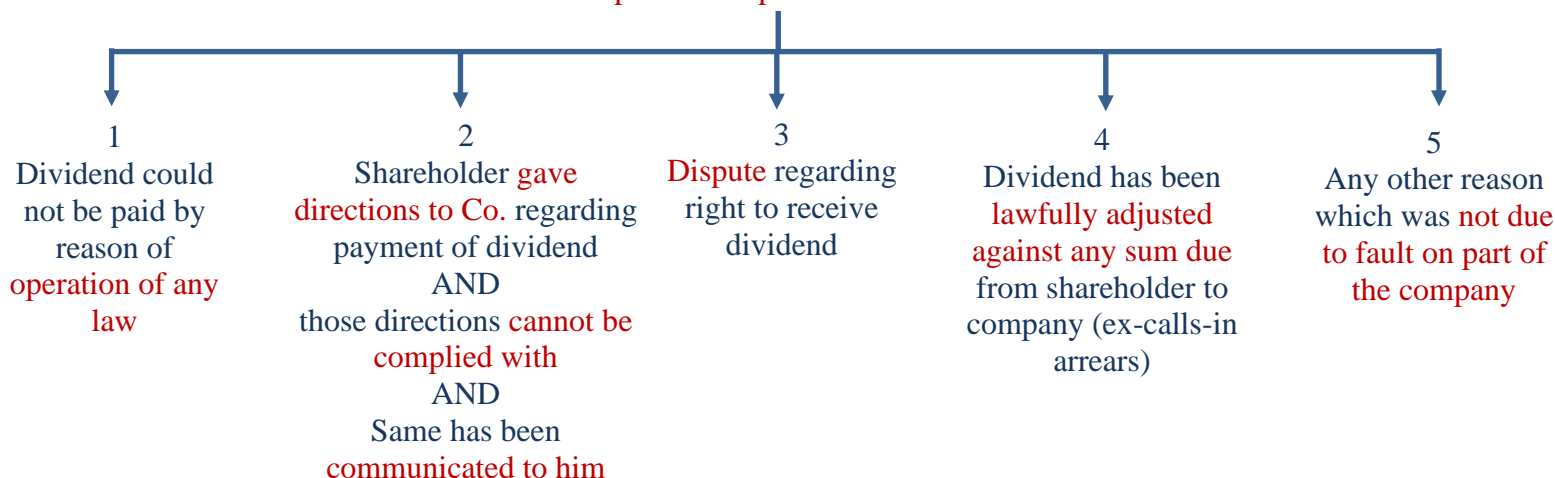 1
Dividend could
not be paid by
reason of
operation of any
law
2
Shareholder gave
directions to Co. regarding
payment of dividend
AND
those directions cannot be
complied with
AND
Same has been
communicated to him
3
Dispute regarding
right to receive
dividend
4
Dividend has been
lawfully adjusted
against any sum due
from shareholder to
company (ex-calls-in
arrears)
5
Any other reason
which was not due
to fault on part of
the company